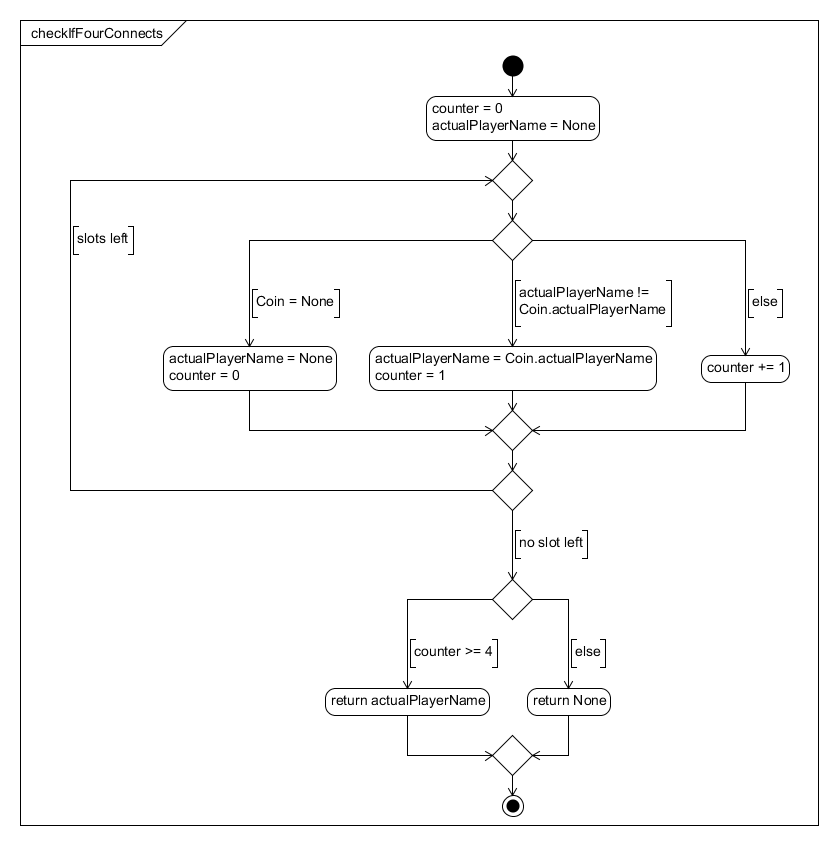 checkIfFourConnects
counter = 0
actualPlayerName = None
[slots left]
[Coin = None]
[actualPlayerName !=
Coin.actualPlayerName]
[else]
actualPlayerName = None
counter = 0
actualPlayerName = Coin.actualPlayerName
counter = 1
counter += 1
[no slot left]
[counter >= 4]
[else]
return actualPlayerName
return None